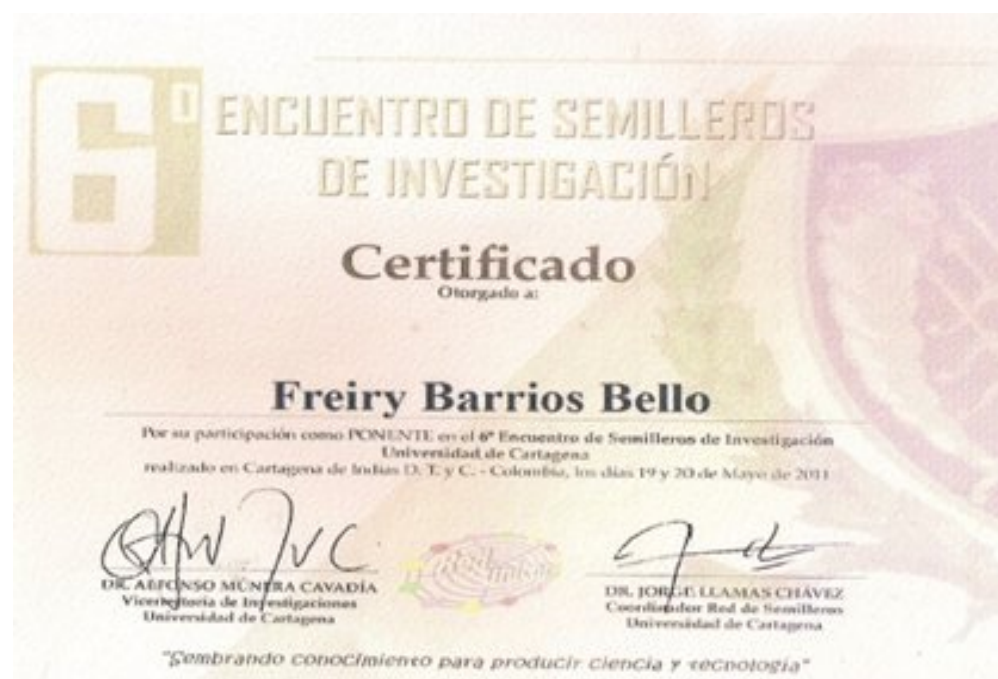 6º ENCUENTRO DE SEMILLEROS
DE INVESTIGACIÓN
Certificado
Otorgado a:
Freiry Barrios Bello
Por su participación como PONENTE en el 6º Encuentro de Semilleros de Investigación
Universidad de Cartagena
realizado en Cartagena de Indias D. T. y C. - Colombia, los días 19 y 20 de Mayo de 2011
DR. ALFONSO MÚNERA CAVADÍA
Vicerrectoría de Investigaciones
Universidad de Cartagena
DR. JORGE LLAMAS CHÁVEZ
Coordinador Red de Semilleros
Universidad de Cartagena
"Sembrando conocimiento para producir ciencia y tecnología"